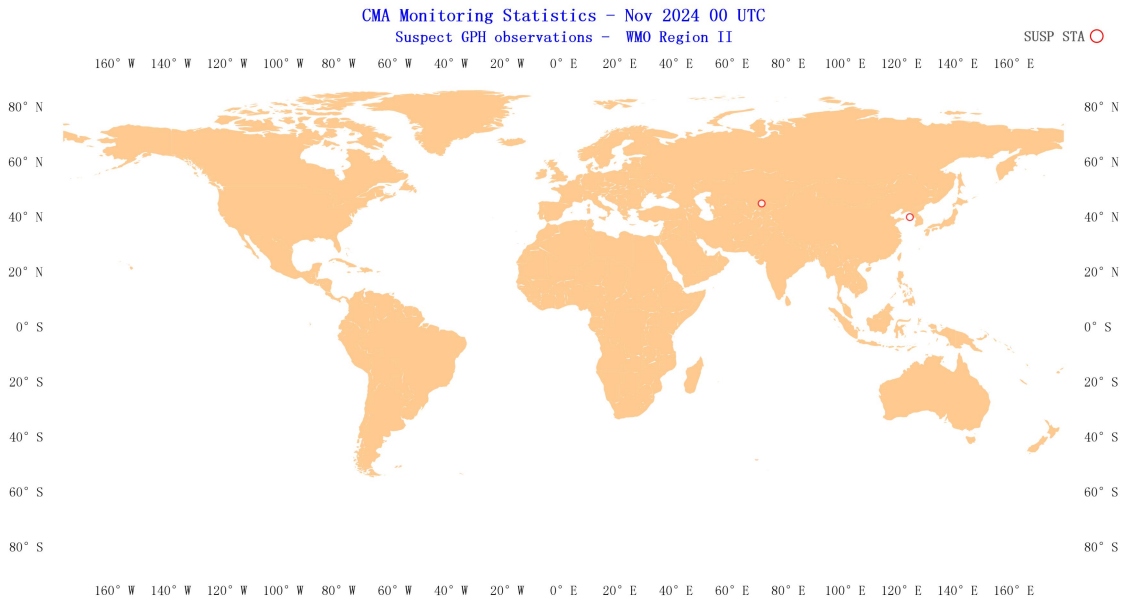 CMA Monitoring Statistics - Nov 2024 00 UTC
Suspect GPH observations - WMO Region II
SUSP STA
160° W 140° W 120° W 100° W 80° W 60° W 40° W 20° W 0° E 20° E 40° E 60° E 80° E 100° E 120° E 140° E 160° E
80° N 80° N
60° N 60° N
40° N 40° N
20° N 20° N
0° S 0° S
20° S 20° S
40° S 40° S
60° S 60° S
80° S 80° S
160° W 140° W 120° W 100° W 80° W 60° W 40° W 20° W 0° E 20° E 40° E 60° E 80° E 100° E 120° E 140° E 160° E